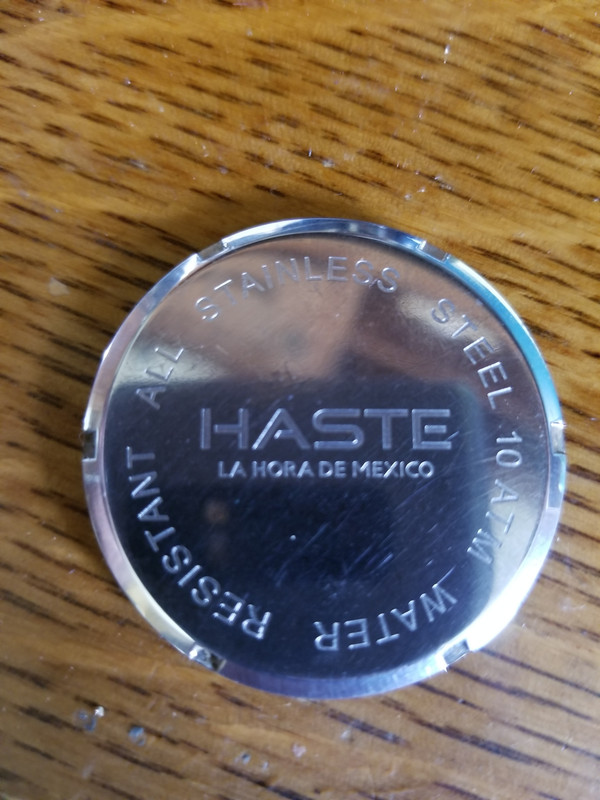 HASTE
LA HORA DE MEXICO
ALL STAINLESS STEEL 10 ATM WATER RESISTANT